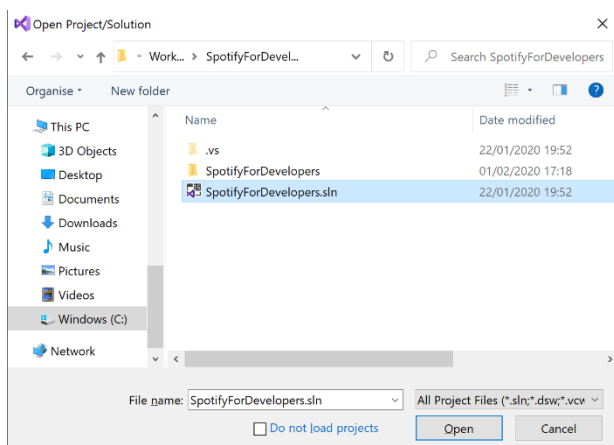 Open Project/Solution
Work... > SpotifyForDevel...
Search SpotifyForDevelopers
Organise
New folder
?
This PC
3D Objects
Desktop
Documents
Downloads
Music
Pictures
Videos
Windows (C:)
Network
Name
Date modified
.vs
22/01/2020 19:52
SpotifyForDevelopers
01/02/2020 17:18
SpotifyForDevelopers.sln
22/01/2020 19:52
File name: SpotifyForDevelopers.sln
All Project Files (*.sln;*.dsw;*.vcw
Do not load projects
Open
Cancel